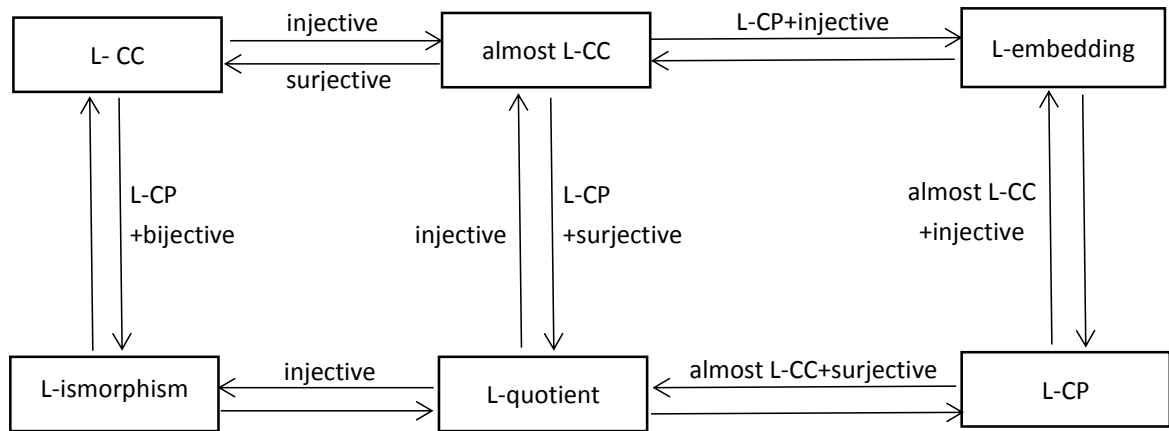 injective
L-CP+injective
L- CC
almost L-CC
L-embedding
surjective
L-CP
+bijective
injective
L-CP
+surjective
almost L-CC
+injective
injective
almost L-CC+surjective
L-ismorphism
L-quotient
L-CP